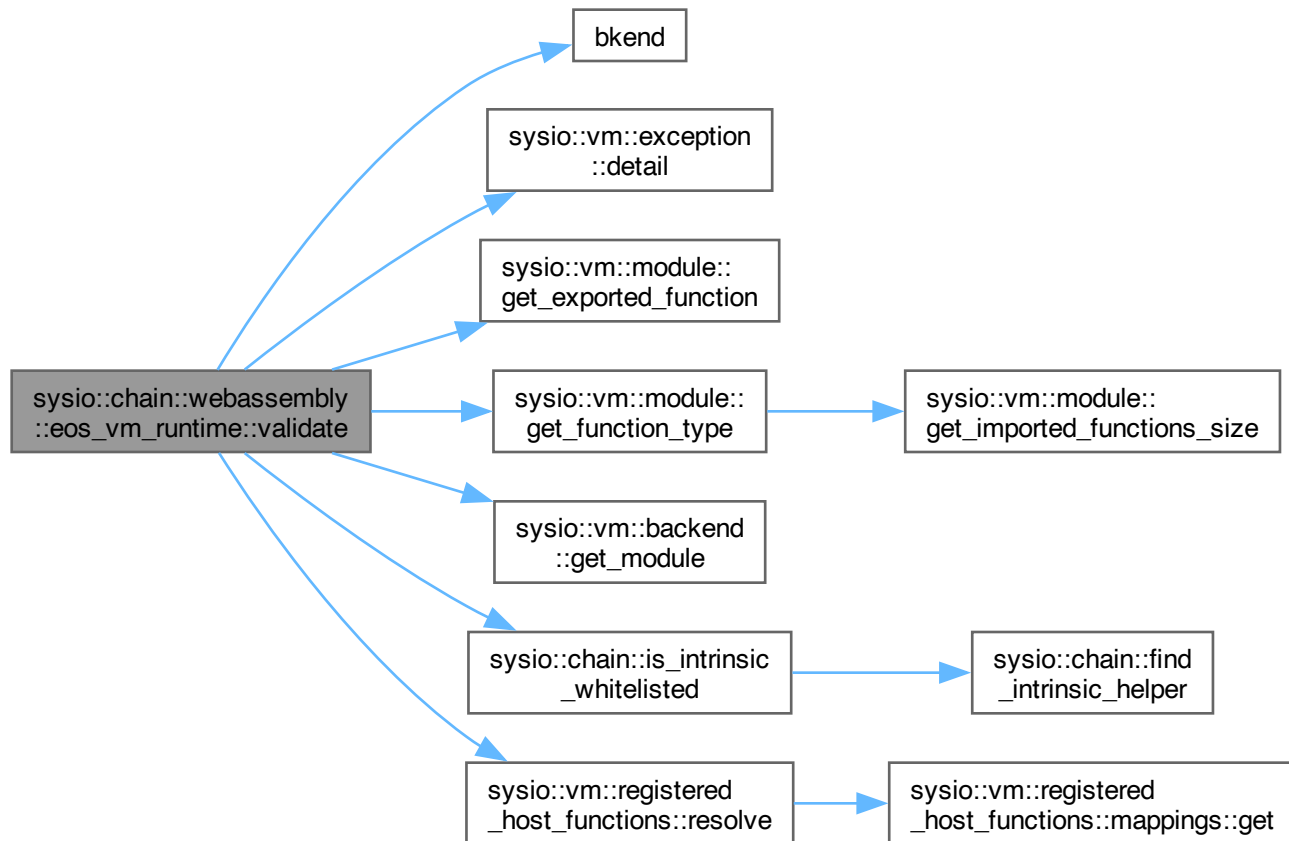 bkend
sysio::vm::exception
::detail
sysio::vm::module::
get_exported_function
sysio::chain::webassembly
::eos_vm_runtime::validate
sysio::vm::module::
get_function_type
sysio::vm::module::
get_imported_functions_size
sysio::vm::backend
::get_module
sysio::chain::is_intrinsic
_whitelisted
sysio::chain::find
_intrinsic_helper
sysio::vm::registered
_host_functions::resolve
sysio::vm::registered
_host_functions::mappings::get